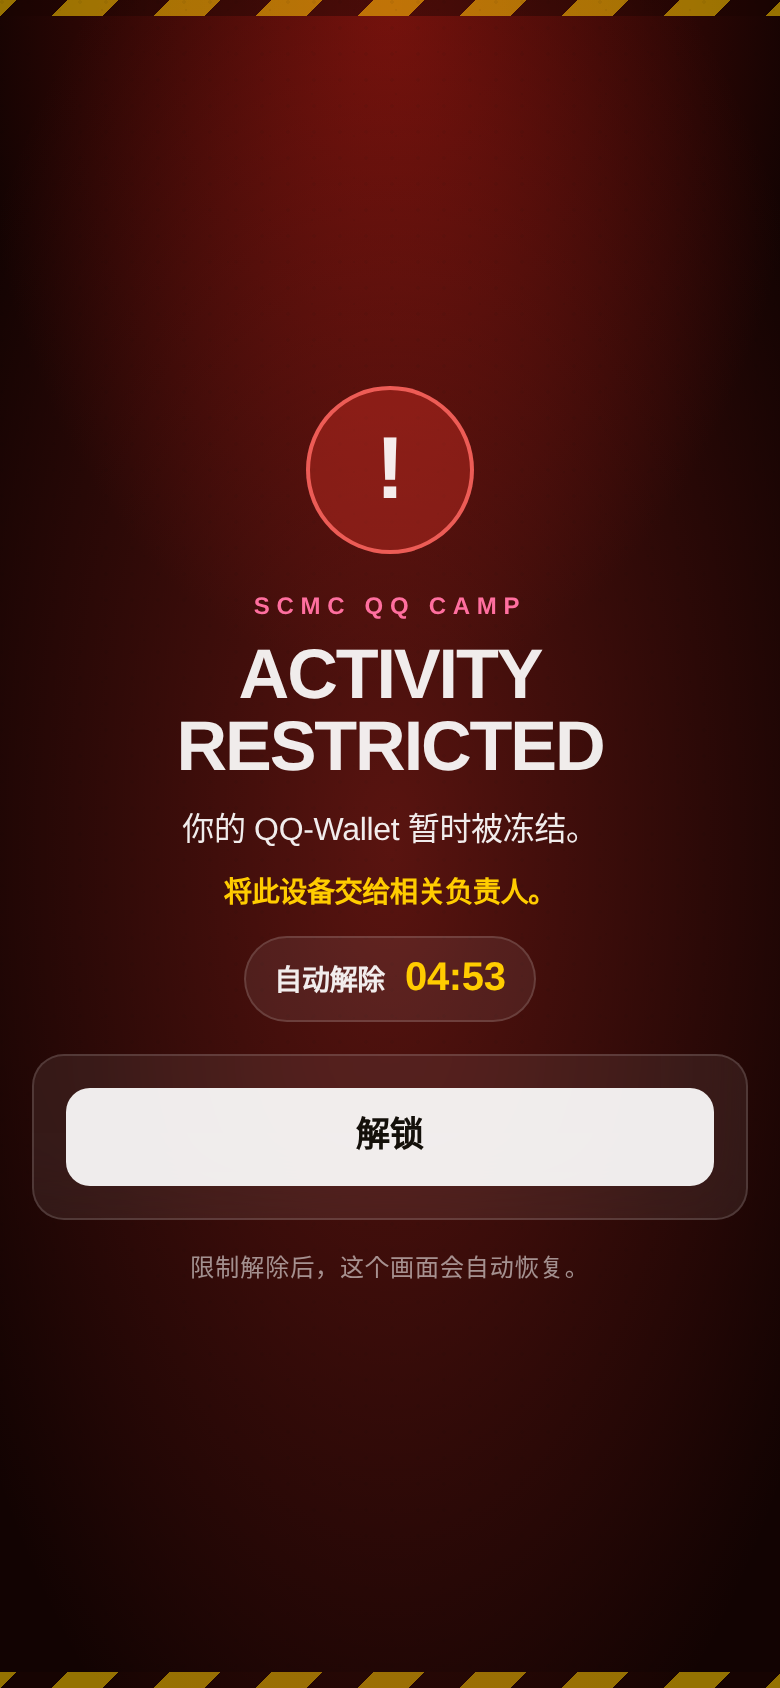 !
SCMC QQ CAMP
ACTIVITY
RESTRICTED
你的 QQ-Wallet 暂时被冻结。
将此设备交给相关负责人。
自动解除 04:53
解锁
限制解除后，这个画面会自动恢复。